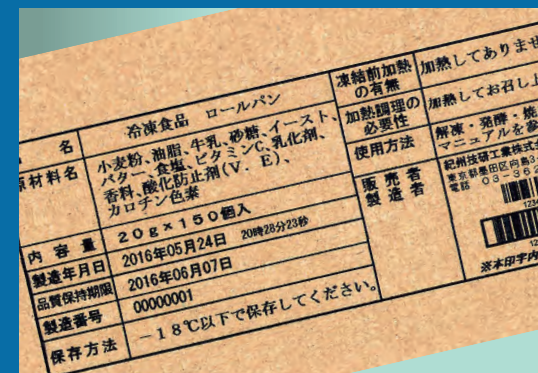 名 冷凍食品 ロールパン
原材料名 小麦粉、油脂、牛乳、砂糖、イースト、
バター、食塩、ビタミンC、乳化剤、
香料、酸化防止剤(V．E)、
カロチン色素
内容量 20g×150個入
製造年月日 2016年05月24日 20時28分23秒
品質保持期限 2016年06月07日
製造番号 00000001
保存方法 －18℃以下で保存してください。
凍結前加熱
の有無 加熱してありませ
加熱調理の
必要性 加熱してお召し上
使用方法 解凍・発酵・焼
マニュアルを参
販売者
製造者 紀州技研工業株式会
東京都墨田区向島3
電話 03－362
※本印字内